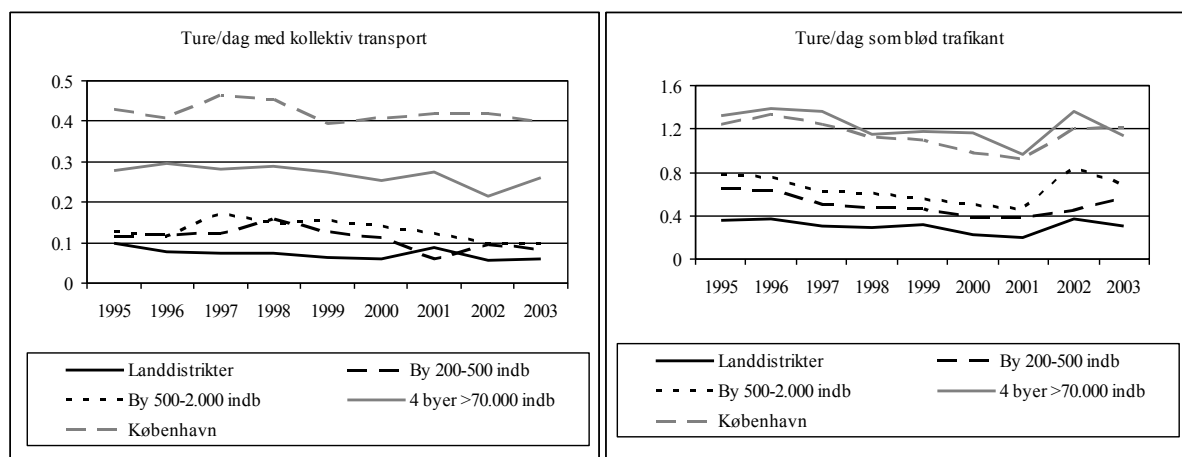 Ture/dag med kollektiv transport
0.5
0.4
0.3
0.2
0.1
0
1995 1996 1997 1998 1999 2000 2001 2002 2003
Landdistrikter By 200-500 indb
By 500-2.000 indb 4 byer >70.000 indb
København
Ture/dag som blød trafikant
1.6
1.2
0.8
0.4
0
1995 1996 1997 1998 1999 2000 2001 2002 2003
Landdistrikter By 200-500 indb
By 500-2.000 indb 4 byer >70.000 indb
København